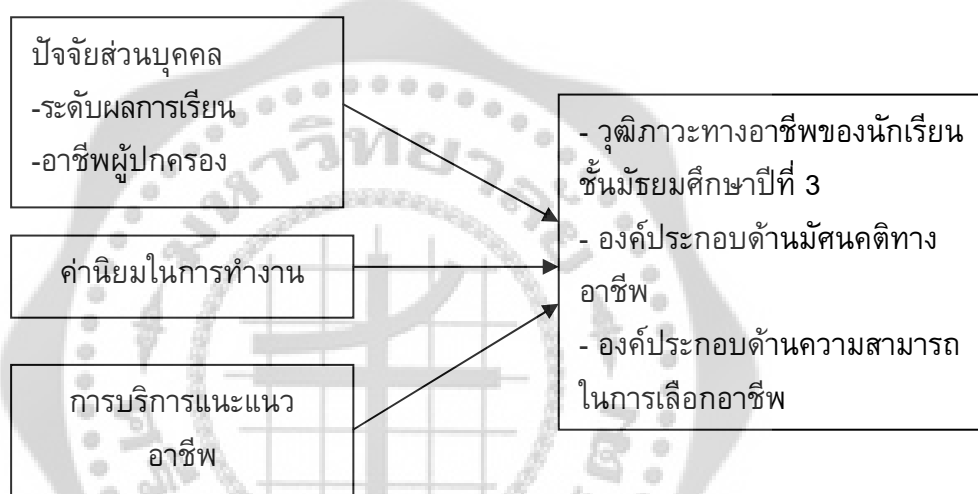 ปัจจัยส่วนบุคคล
-ระดับผลการเรียน
-อาชีพผู้ปกครอง
ค่านิยมในการทำงาน
การบริการแนะแนว
อาชีพ
- วุฒิภาวะทางอาชีพของนักเรียน
ชั้นมัธยมศึกษาปีที่ 3
- องค์ประกอบด้านมัศนคติทาง
อาชีพ
- องค์ประกอบด้านความสามารถ
ในการเลือกอาชีพ